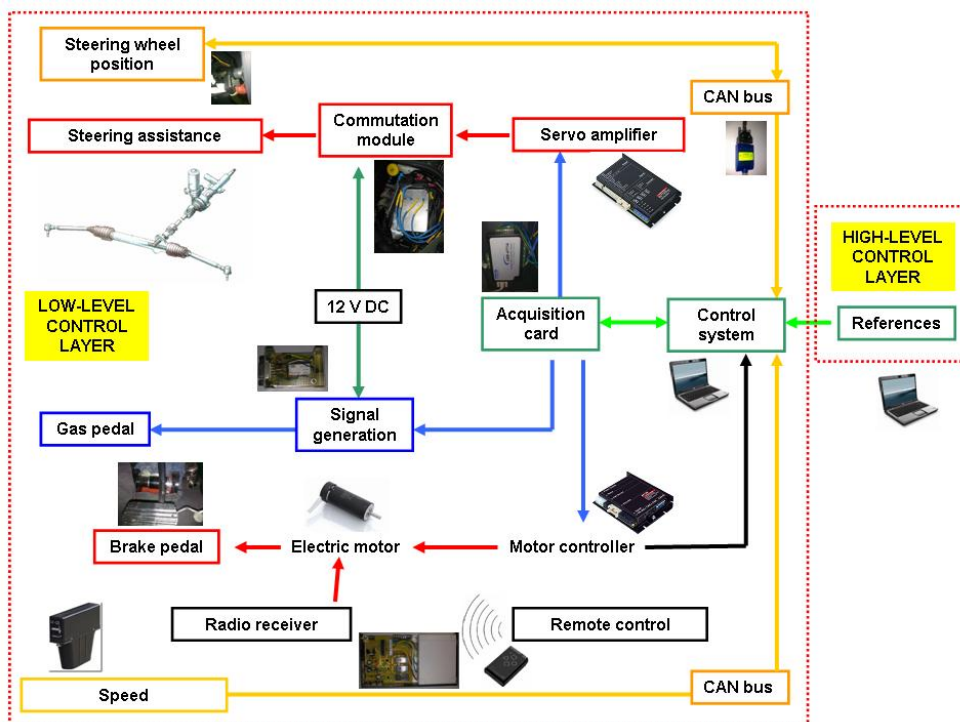 Steering wheel
position
CAN bus
Steering assistance
Commutation
module
Servo amplifier
HIGH-LEVEL
CONTROL
LAYER
LOW-LEVEL
CONTROL
LAYER
12 V DC
Acquisition
card
Control
system
References
Gas pedal
Signal
generation
Brake pedal
Electric motor
Motor controller
Radio receiver
Remote control
Speed
CAN bus